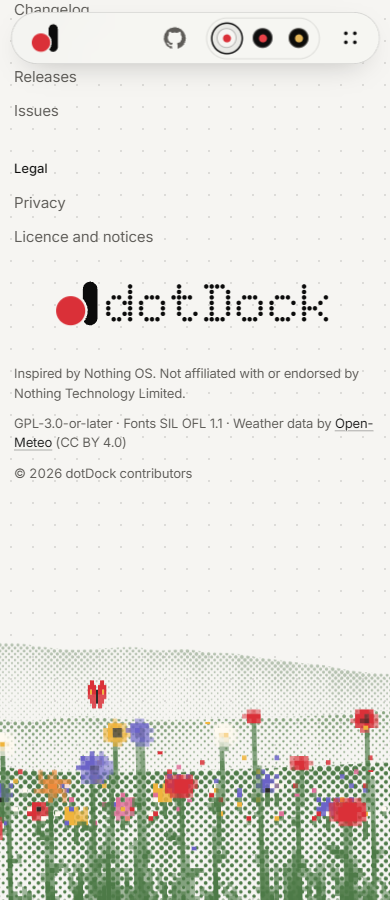 Changelog
Releases
Issues
Legal
Privacy
Licence and notices
dotDock
Inspired by Nothing OS. Not affiliated with or endorsed by
Nothing Technology Limited.
GPL-3.0-or-later · Fonts SIL OFL 1.1 · Weather data by Open-
Meteo (CC BY 4.0)
© 2026 dotDock contributors